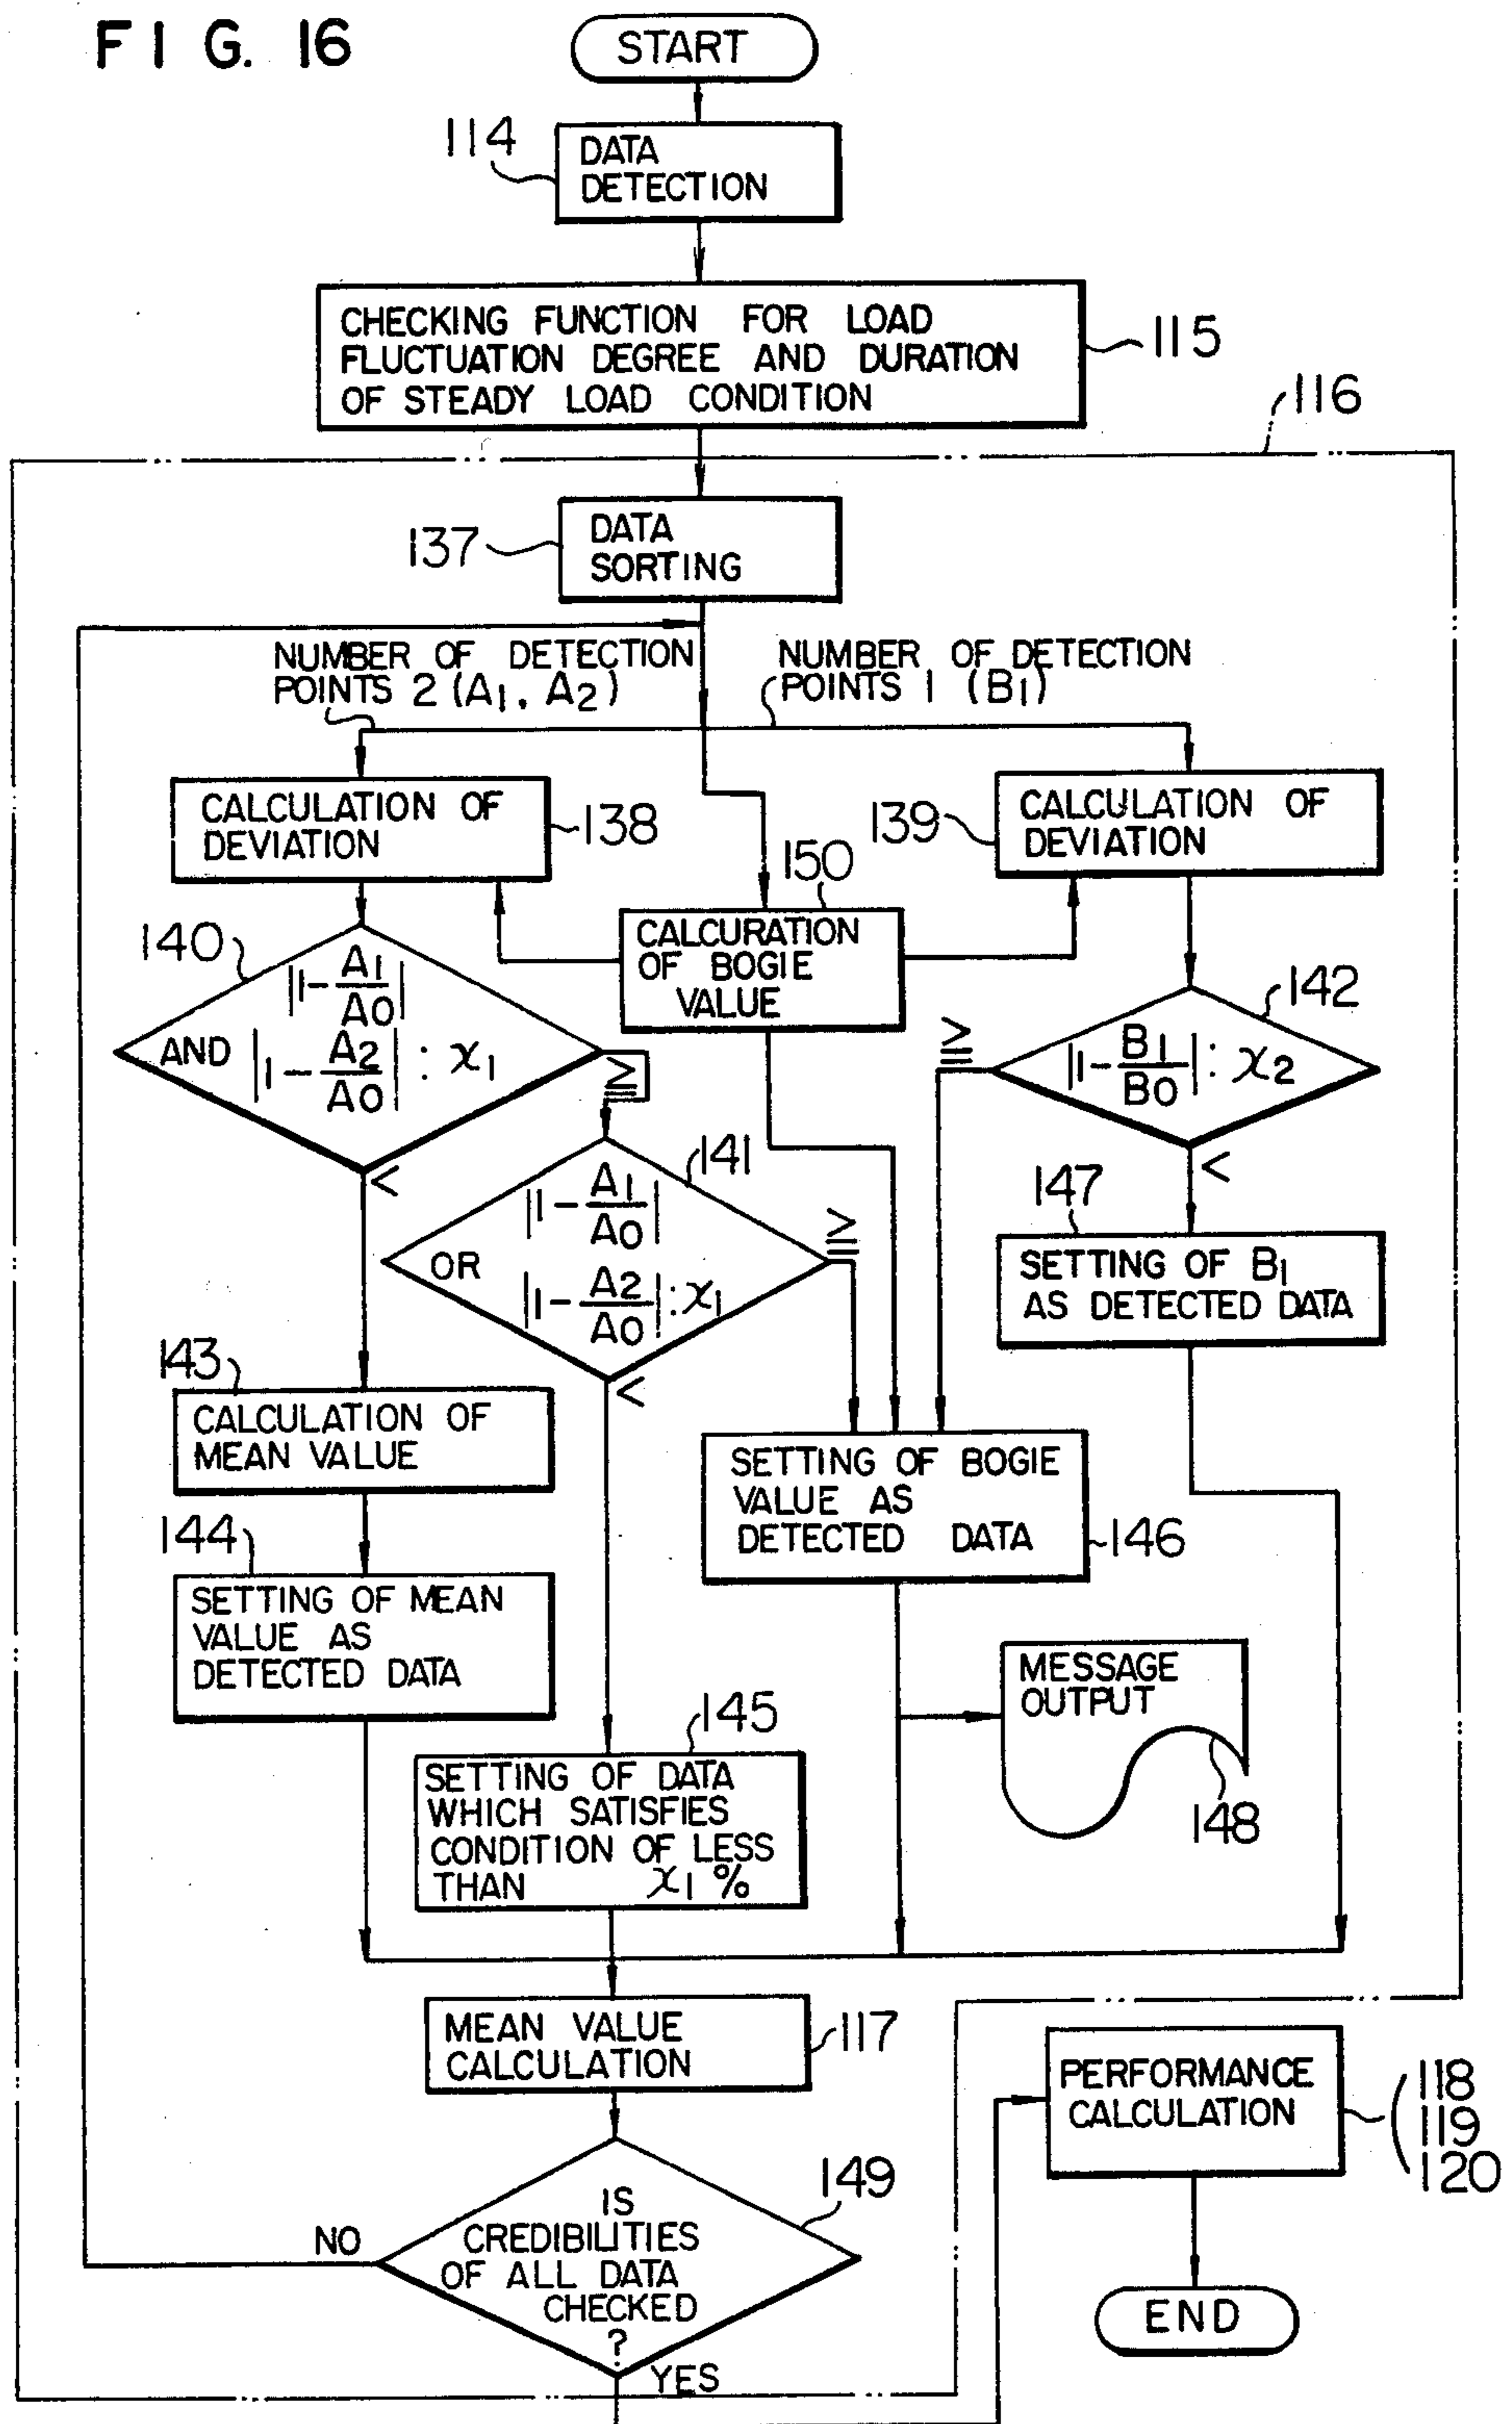 FIG. 16
START
114
DATA
DETECTION
CHECKING FUNCTION FOR LOAD
FLUCTUATION DEGREE AND DURATION
OF STEADY LOAD CONDITION
115
116
137
DATA
SORTING
NUMBER OF DETECTION
POINTS 2 (A1, A2)
NUMBER OF DETECTION
POINTS 1 (B1)
CALCULATION OF
DEVIATION
138
139
CALCULATION OF
DEVIATION
150
CALCURATION
OF BOGIE
VALUE
140
|1-A1/A0|
AND |1-A2/A0| : x1
≧
<
141
|1-A1/A0|
OR
|1-A2/A0| : x1
≧
<
142
|1-B1/B0| : x2
≧
<
147
SETTING OF B1
AS DETECTED DATA
143
CALCULATION OF
MEAN VALUE
144
SETTING OF MEAN
VALUE AS
DETECTED DATA
SETTING OF BOGIE
VALUE AS
DETECTED DATA
146
145
SETTING OF DATA
WHICH SATISFIES
CONDITION OF LESS
THAN x1 %
MESSAGE
OUTPUT
148
MEAN VALUE
CALCULATION
117
PERFORMANCE
CALCULATION
118
119
120
149
IS
CREDIBILITIES
OF ALL DATA
CHECKED
?
NO
YES
END